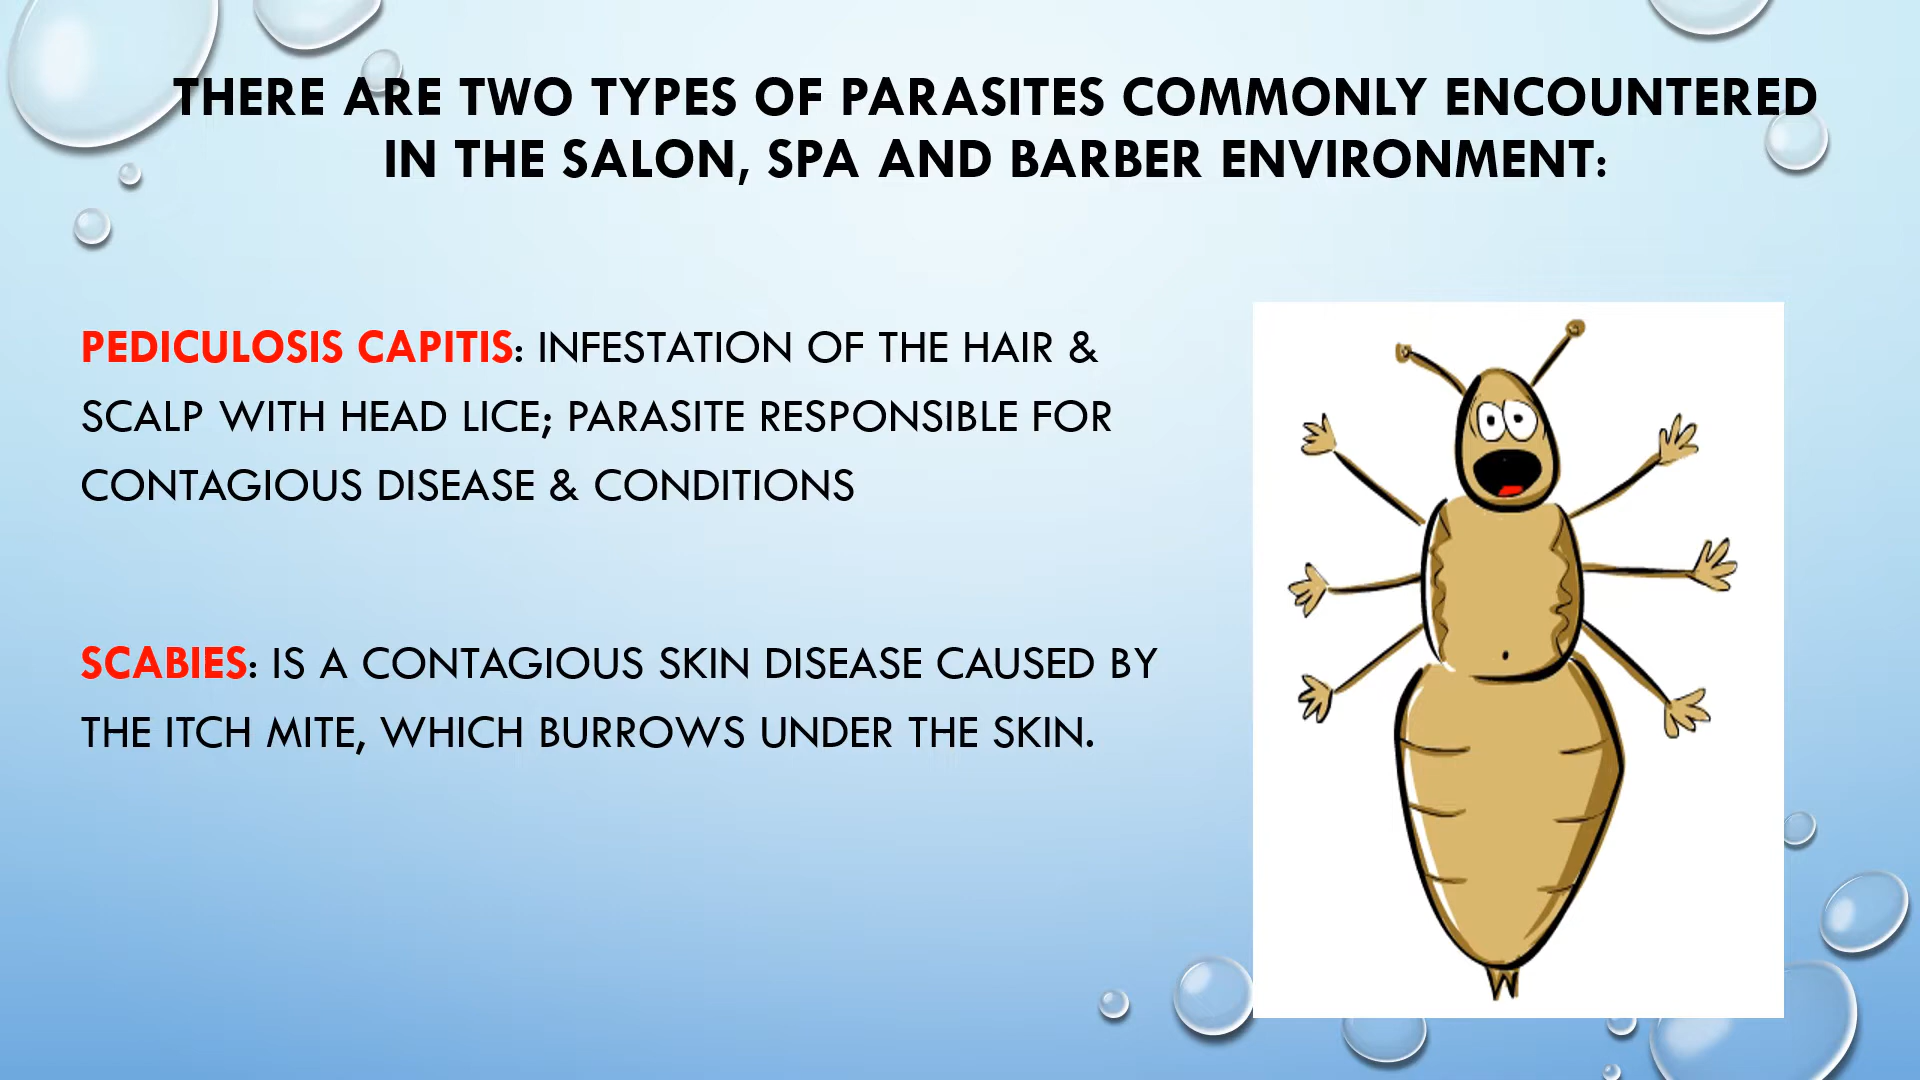 THERE ARE TWO TYPES OF PARASITES COMMONLY ENCOUNTERED
IN THE SALON, SPA AND BARBER ENVIRONMENT:
PEDICULOSIS CAPITIS: INFESTATION OF THE HAIR &
SCALP WITH HEAD LICE; PARASITE RESPONSIBLE FOR
CONTAGIOUS DISEASE & CONDITIONS
SCABIES: IS A CONTAGIOUS SKIN DISEASE CAUSED BY
THE ITCH MITE, WHICH BURROWS UNDER THE SKIN.